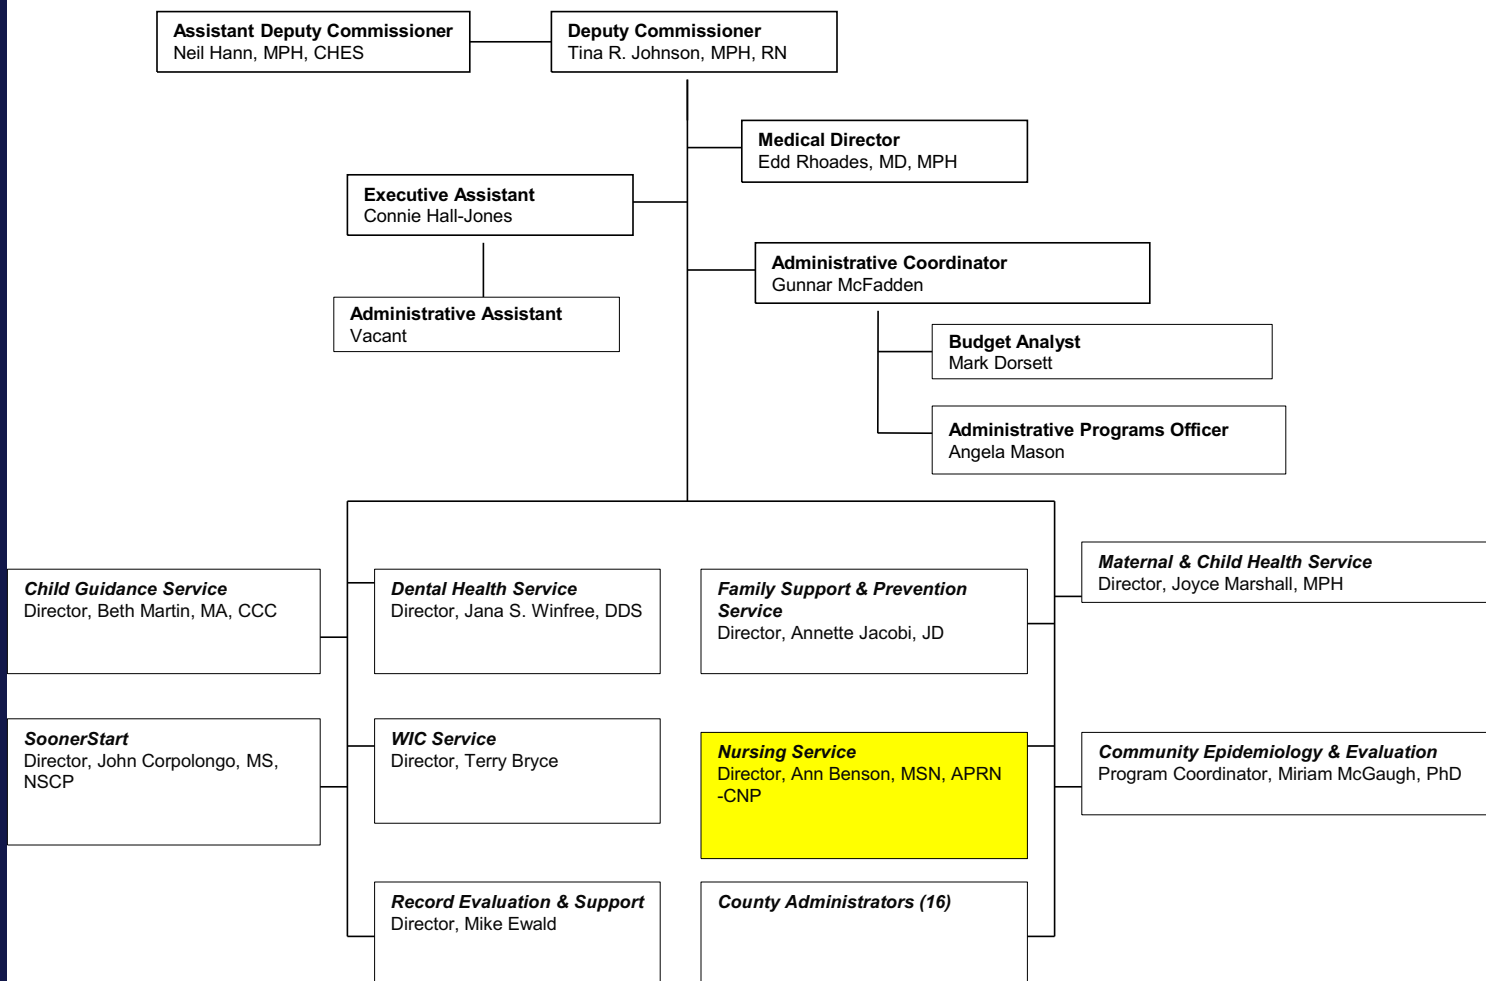 Assistant Deputy Commissioner
Neil Hann, MPH, CHES
Deputy Commissioner
Tina R. Johnson, MPH, RN
Medical Director
Edd Rhoades, MD, MPH
Executive Assistant
Connie Hall-Jones
Administrative Coordinator
Gunnar McFadden
Administrative Assistant
Vacant
Budget Analyst
Mark Dorsett
Administrative Programs Officer
Angela Mason
Child Guidance Service
Director, Beth Martin, MA, CCC
Dental Health Service
Director, Jana S. Winfree, DDS
Family Support & Prevention
Service
Director, Annette Jacobi, JD
Maternal & Child Health Service
Director, Joyce Marshall, MPH
SoonerStart
Director, John Corpolongo, MS,
NSCP
WIC Service
Director, Terry Bryce
Nursing Service
Director, Ann Benson, MSN, APRN
-CNP
Community Epidemiology & Evaluation
Program Coordinator, Miriam McGaugh, PhD
Record Evaluation & Support
Director, Mike Ewald
County Administrators (16)